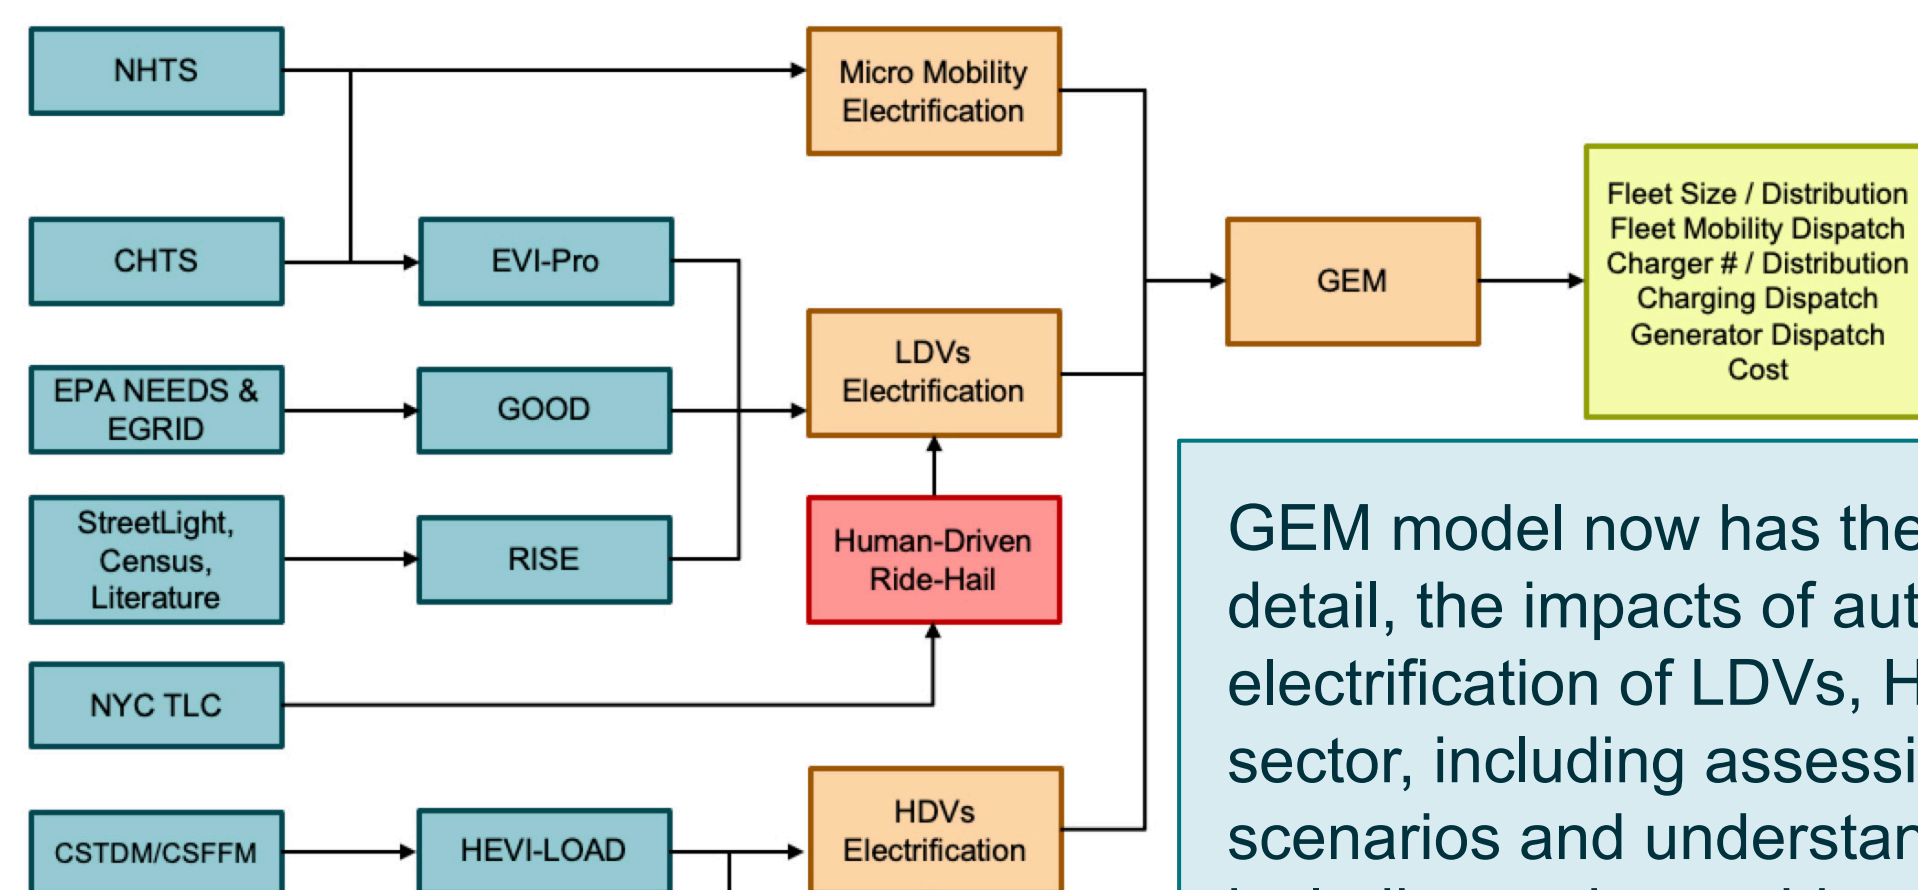 NHTS
Micro Mobility
Electrification
CHTS
EVI-Pro
GEM
Fleet Size / Distribution
Fleet Mobility Dispatch
Charger # / Distribution
Charging Dispatch
Generator Dispatch
Cost
EPA NEEDS &
EGRID
GOOD
LDVs
Electrification
StreetLight,
Census,
Literature
RISE
Human-Driven
Ride-Hail
NYC TLC
CSTDM/CSFFM
HEVI-LOAD
HDVs
Electrification
GEM model now has the
detail, the impacts of aut
electrification of LDVs, H
sector, including assessi
scenarios and understan